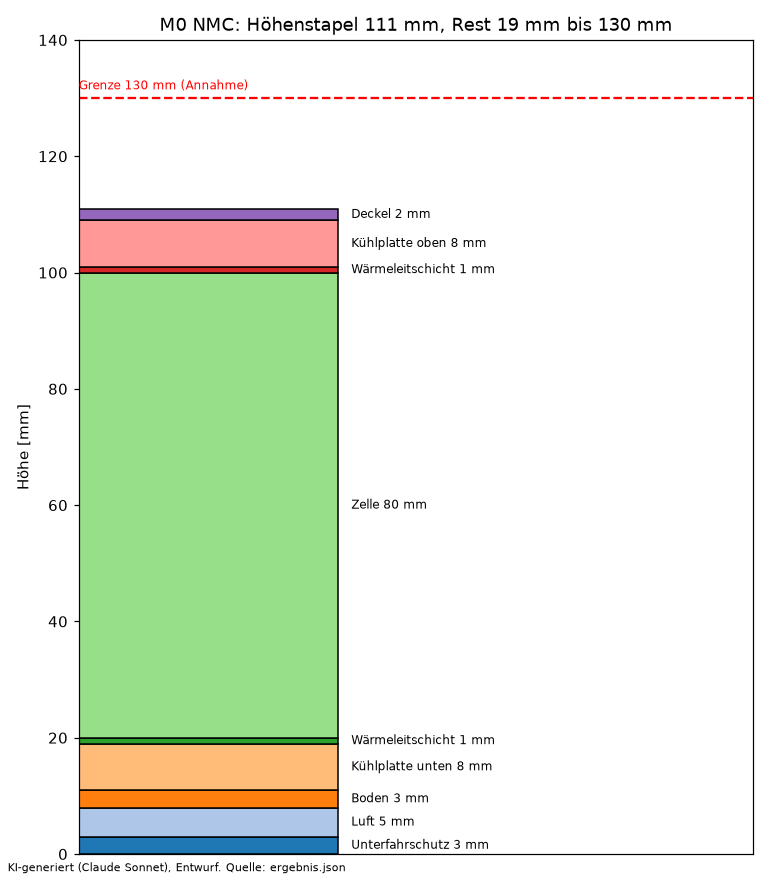 M0 NMC: Höhenstapel 111 mm, Rest 19 mm bis 130 mm
140
Grenze 130 mm (Annahme)
120
Deckel 2 mm
Kühlplatte oben 8 mm
Wärmeleitschicht 1 mm
100
80
Höhe [mm]
Zelle 80 mm
60
40
20
Wärmeleitschicht 1 mm
Kühlplatte unten 8 mm
Boden 3 mm
Luft 5 mm
Unterfahrschutz 3 mm
0
KI-generiert (Claude Sonnet), Entwurf. Quelle: ergebnis.json